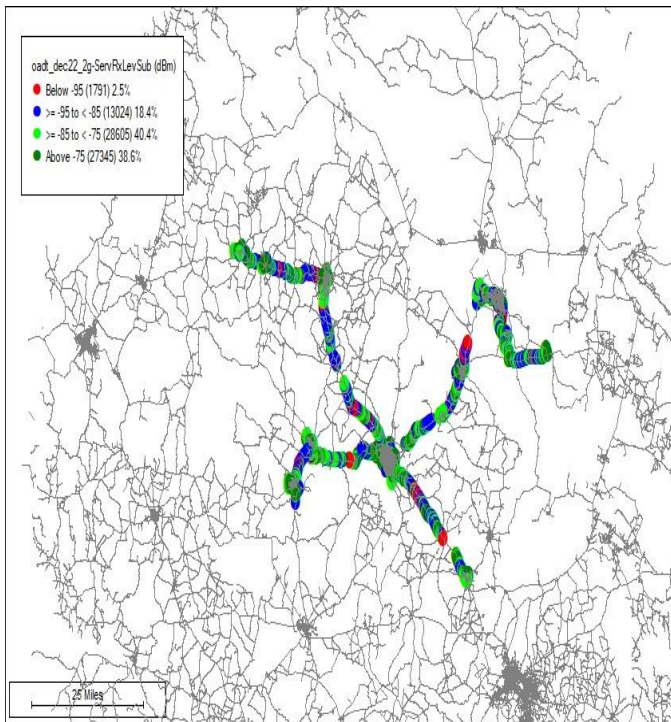 oadt_dec22_2g-ServRxLevSub (dBm)
Below -95 (1791) 2.5%
>= -95 to < -85 (13024) 18.4%
>= -85 to < -75 (28605) 40.4%
Above -75 (27345) 38.6%
25 Miles